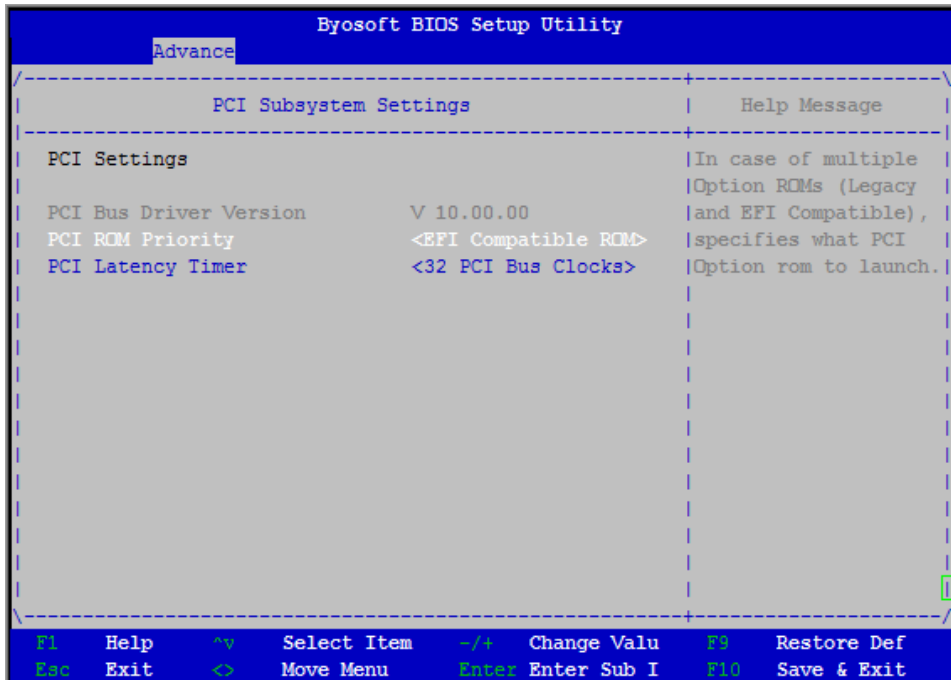 Byosoft BIOS Setup Utility
Advance
PCI Subsystem Settings
Help Message
PCI Settings
PCI Bus Driver Version V 10.00.00
PCI ROM Priority <EFI Compatible ROM>
PCI Latency Timer <32 PCI Bus Clocks>
In case of multiple
Option ROMs (Legacy
and EFI Compatible),
specifies what PCI
Option rom to launch.
F1 Help ^v Select Item -/+ Change Valu F9 Restore Def
Esc Exit <> Move Menu Enter Enter Sub I F10 Save & Exit